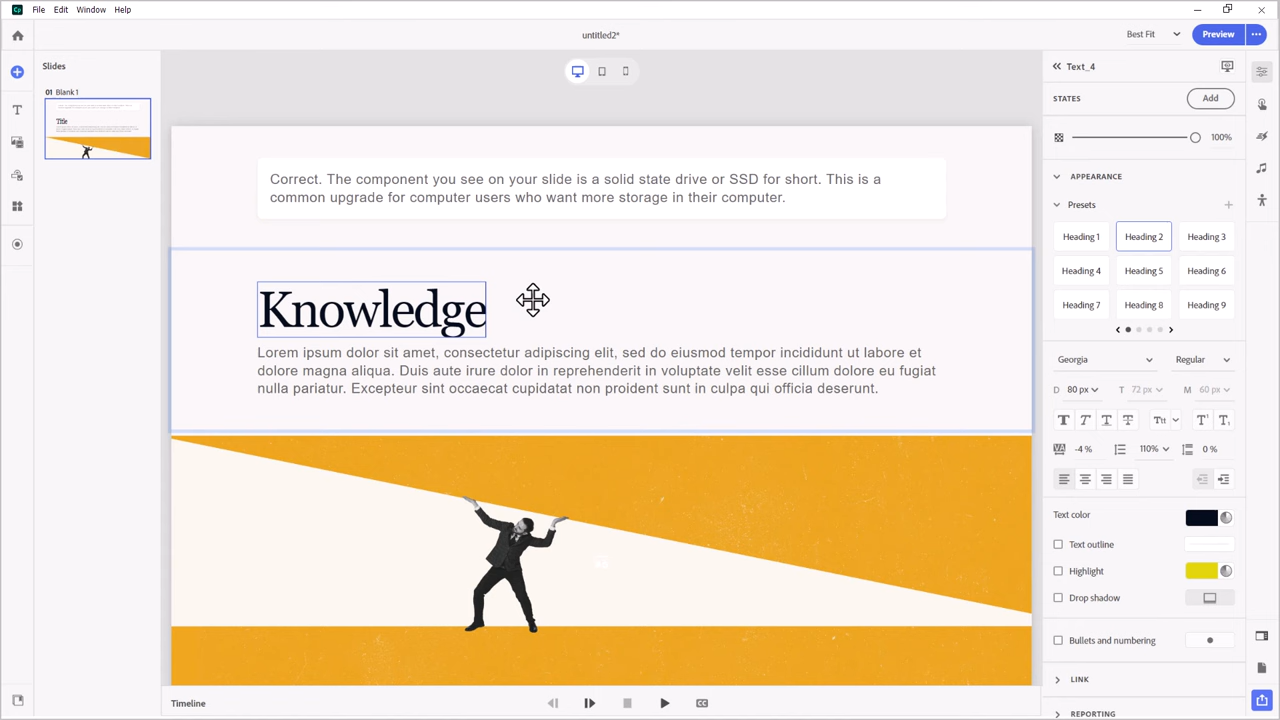 Cp File Edit Window Help
untitled2*
Best Fit
Preview
Slides
01 Blank 1
Title
Correct. The component you see on your slide is a solid state drive or SSD for short. This is a
common upgrade for computer users who want more storage in their computer.
Knowledge
Lorem ipsum dolor sit amet, consectetur adipiscing elit, sed do eiusmod tempor incididunt ut labore et
dolore magna aliqua. Duis aute irure dolor in reprehenderit in voluptate velit esse cillum dolore eu fugiat
nulla pariatur. Excepteur sint occaecat cupidatat non proident sunt in culpa qui officia deserunt.
Timeline
CC
Text_4
STATES Add
100%
APPEARANCE
Presets
Heading 1 Heading 2 Heading 3
Heading 4 Heading 5 Heading 6
Heading 7 Heading 8 Heading 9
Georgia Regular
D 80 px T 72 px M 60 px
T T T T Tt T¹ T₁
VA -4 % 110% 0 %
Text color
Text outline
Highlight
Drop shadow
Bullets and numbering
LINK
REPORTING